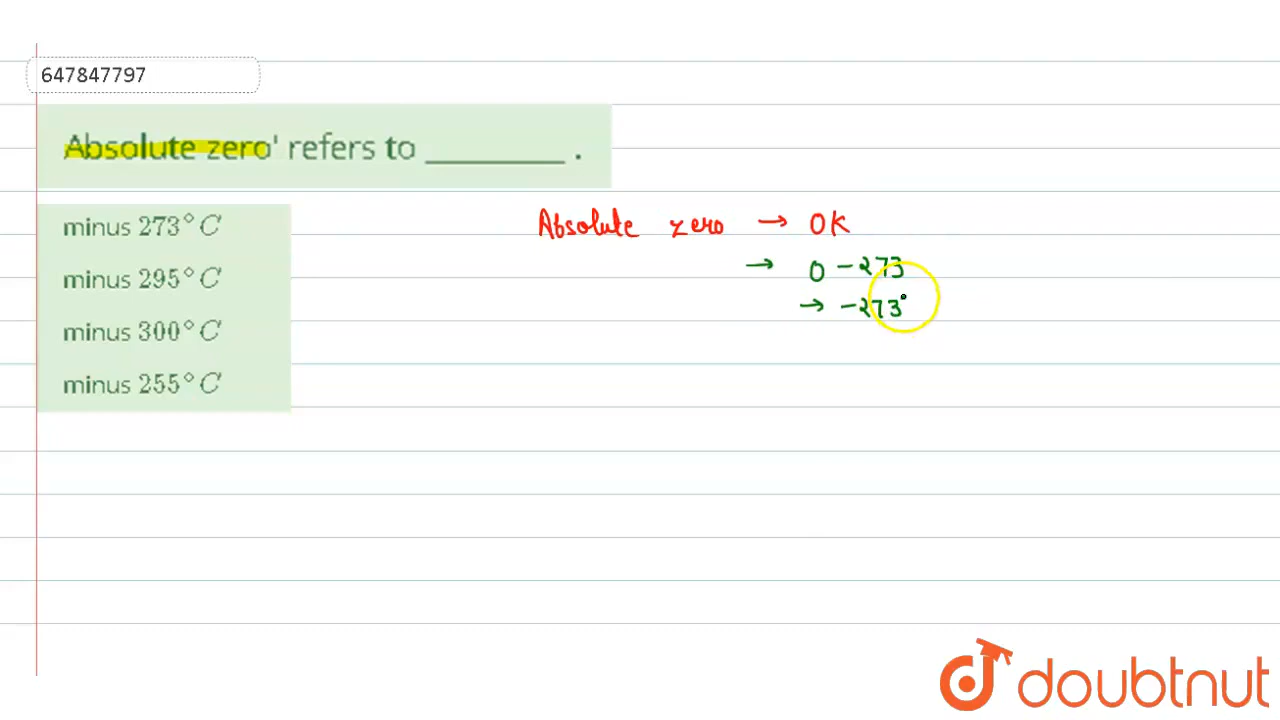 647847797
Absolute zero' refers to ________ .
minus 273° C
minus 295° C
minus 300° C
minus 255° C
Absolute zero → 0K
→ 0 - 273
→ - 273°
doubtnut